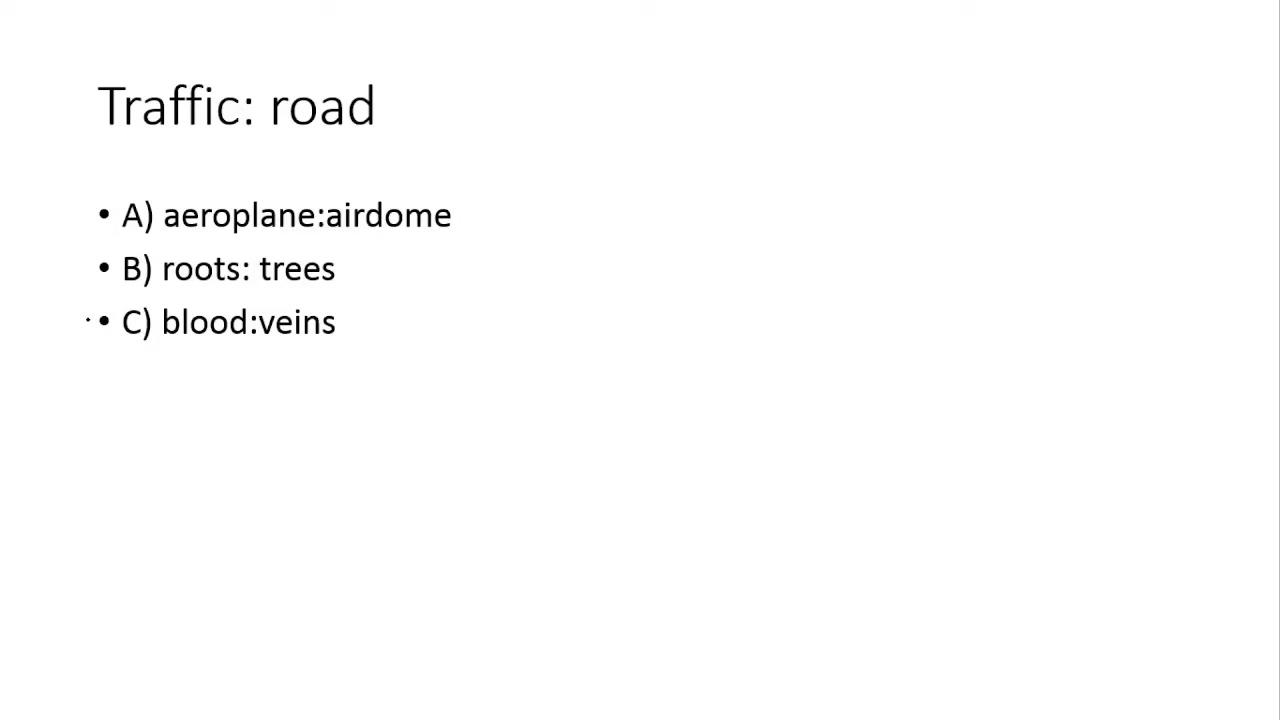 Traffic: road
• A) aeroplane:airdome
• B) roots: trees
• C) blood:veins